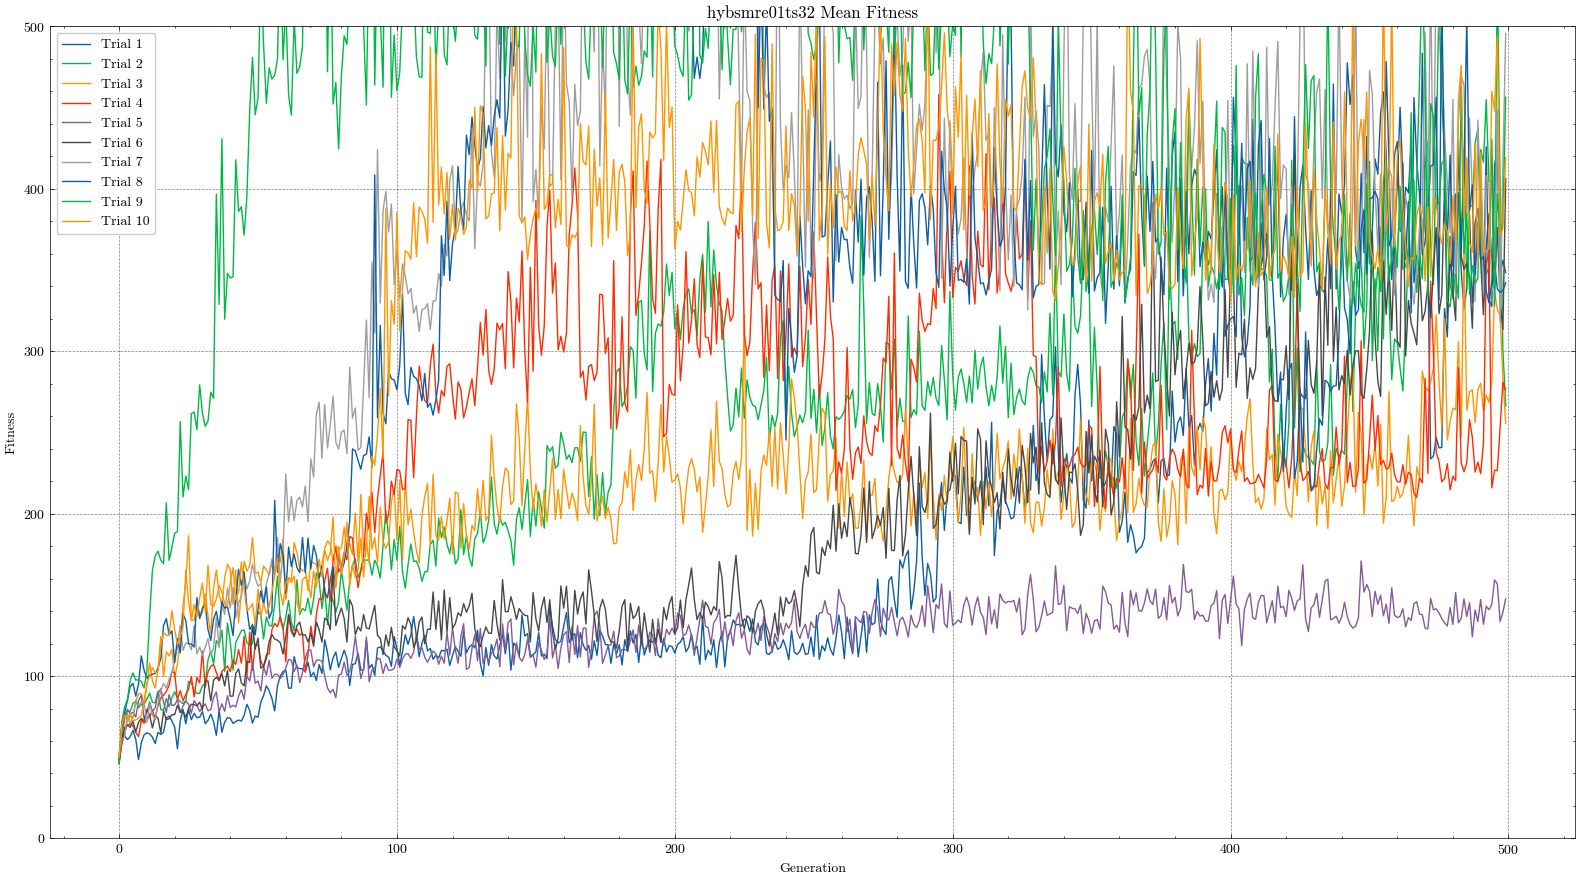 hybsmre01ts32 Mean Fitness
500
400
300
200
100
0
Fitness
Trial 1
Trial 2
Trial 3
Trial 4
Trial 5
Trial 6
Trial 7
Trial 8
Trial 9
Trial 10
0 100 200 300 400 500
Generation